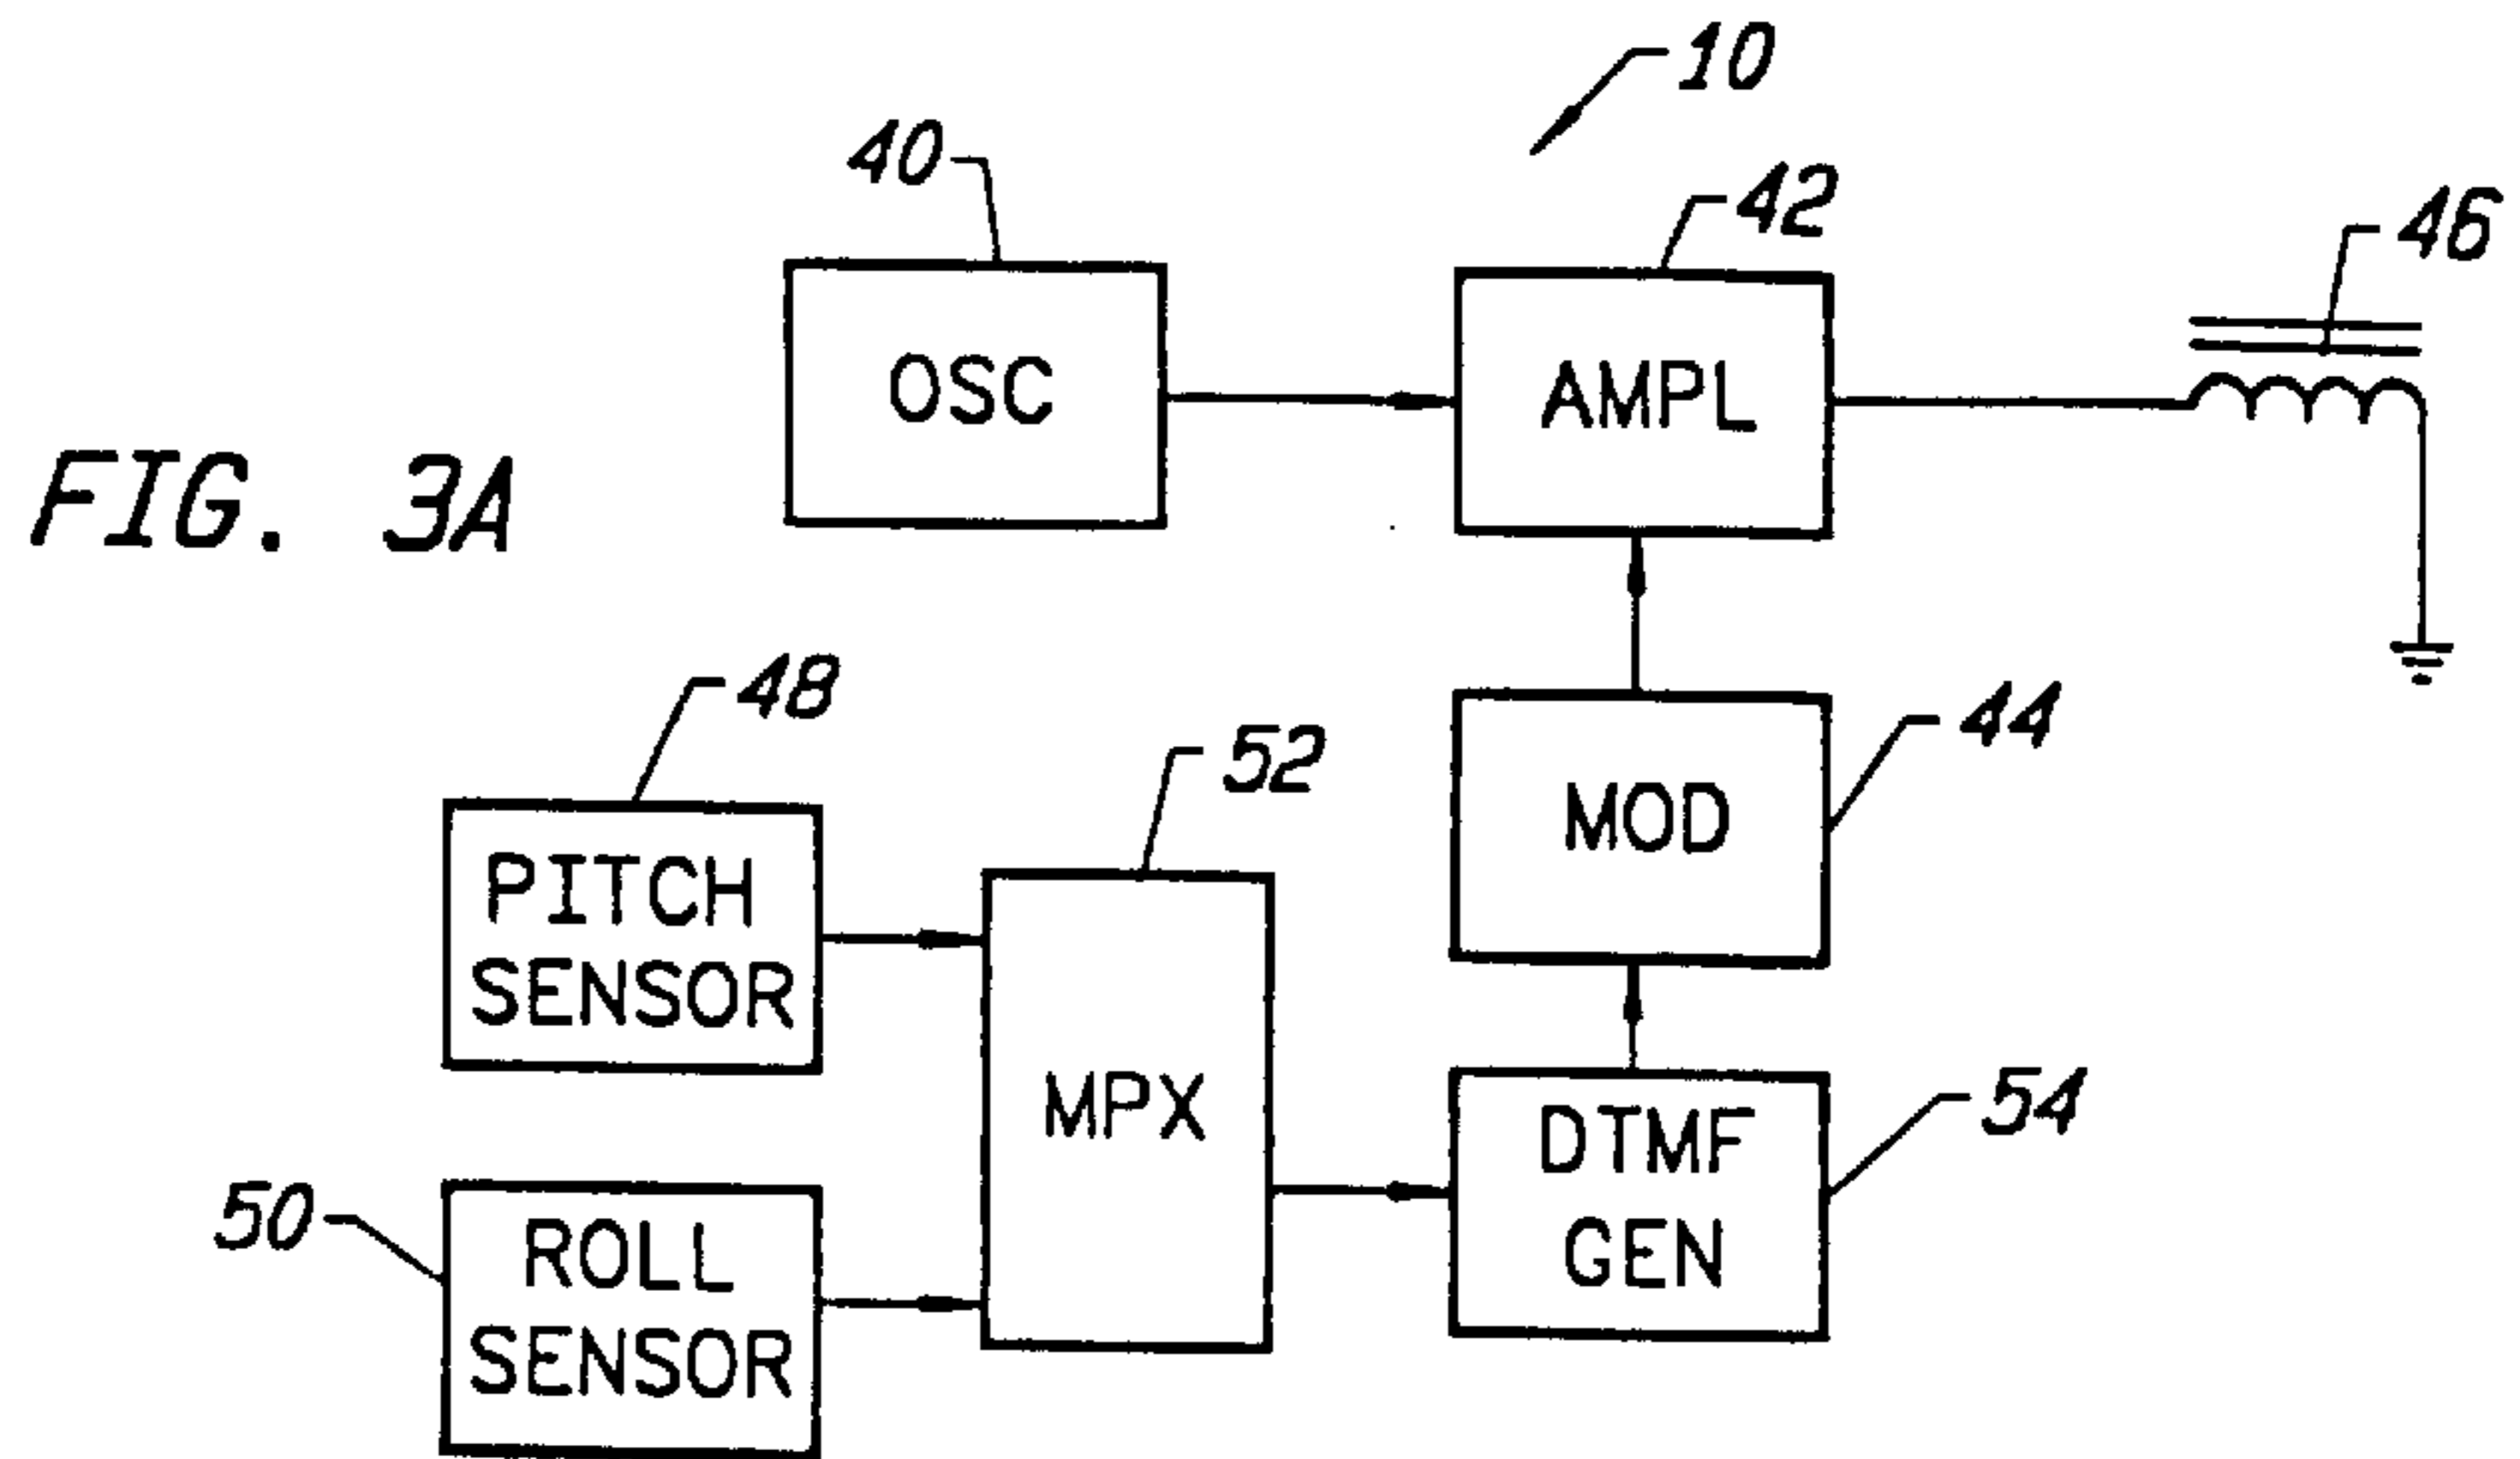 10
40
42
46
OSC
AMPL
FIG. 3A
48
52
44
MOD
PITCH
SENSOR
MPX
54
DTMF
GEN
50
ROLL
SENSOR